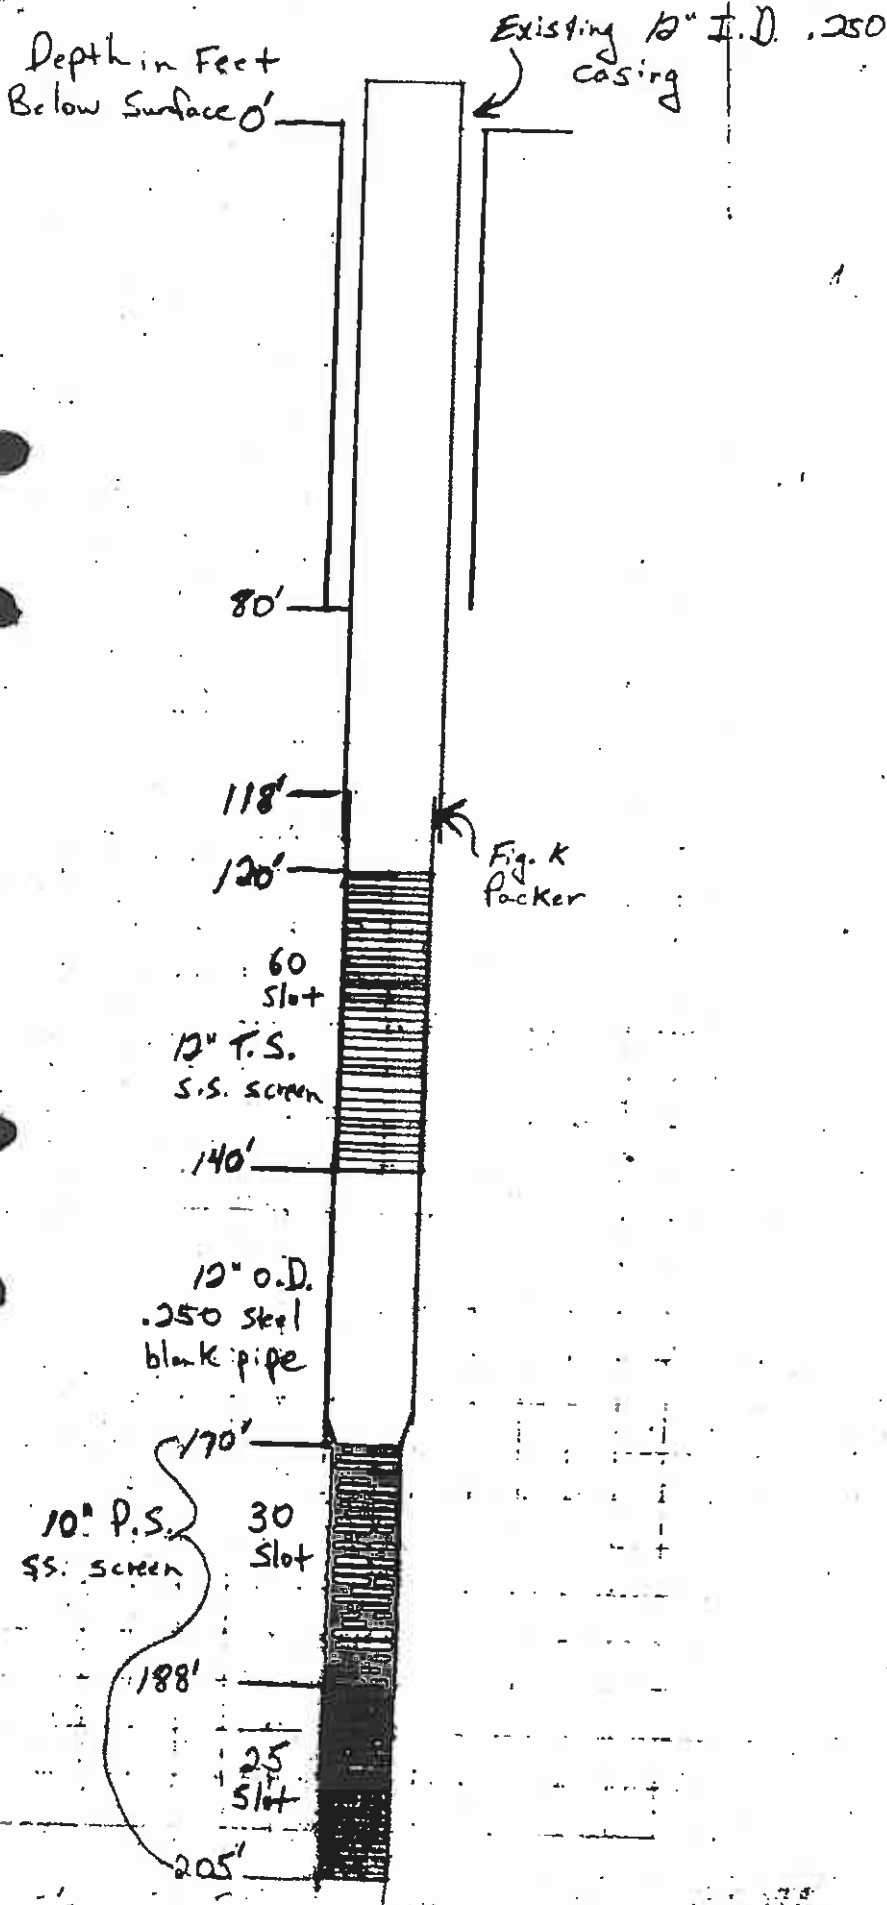 Depth in Feet
Below Surface 0'
Existing 12" I.D. .250
casing
80'
118'
Fig. K
Packer
120'
60
slot
12" T.S.
S.S. screen
140'
12" O.D.
.250 steel
blank pipe
170'
10" P.S.
SS. screen
30
Slot
188'
25
Slot
205'